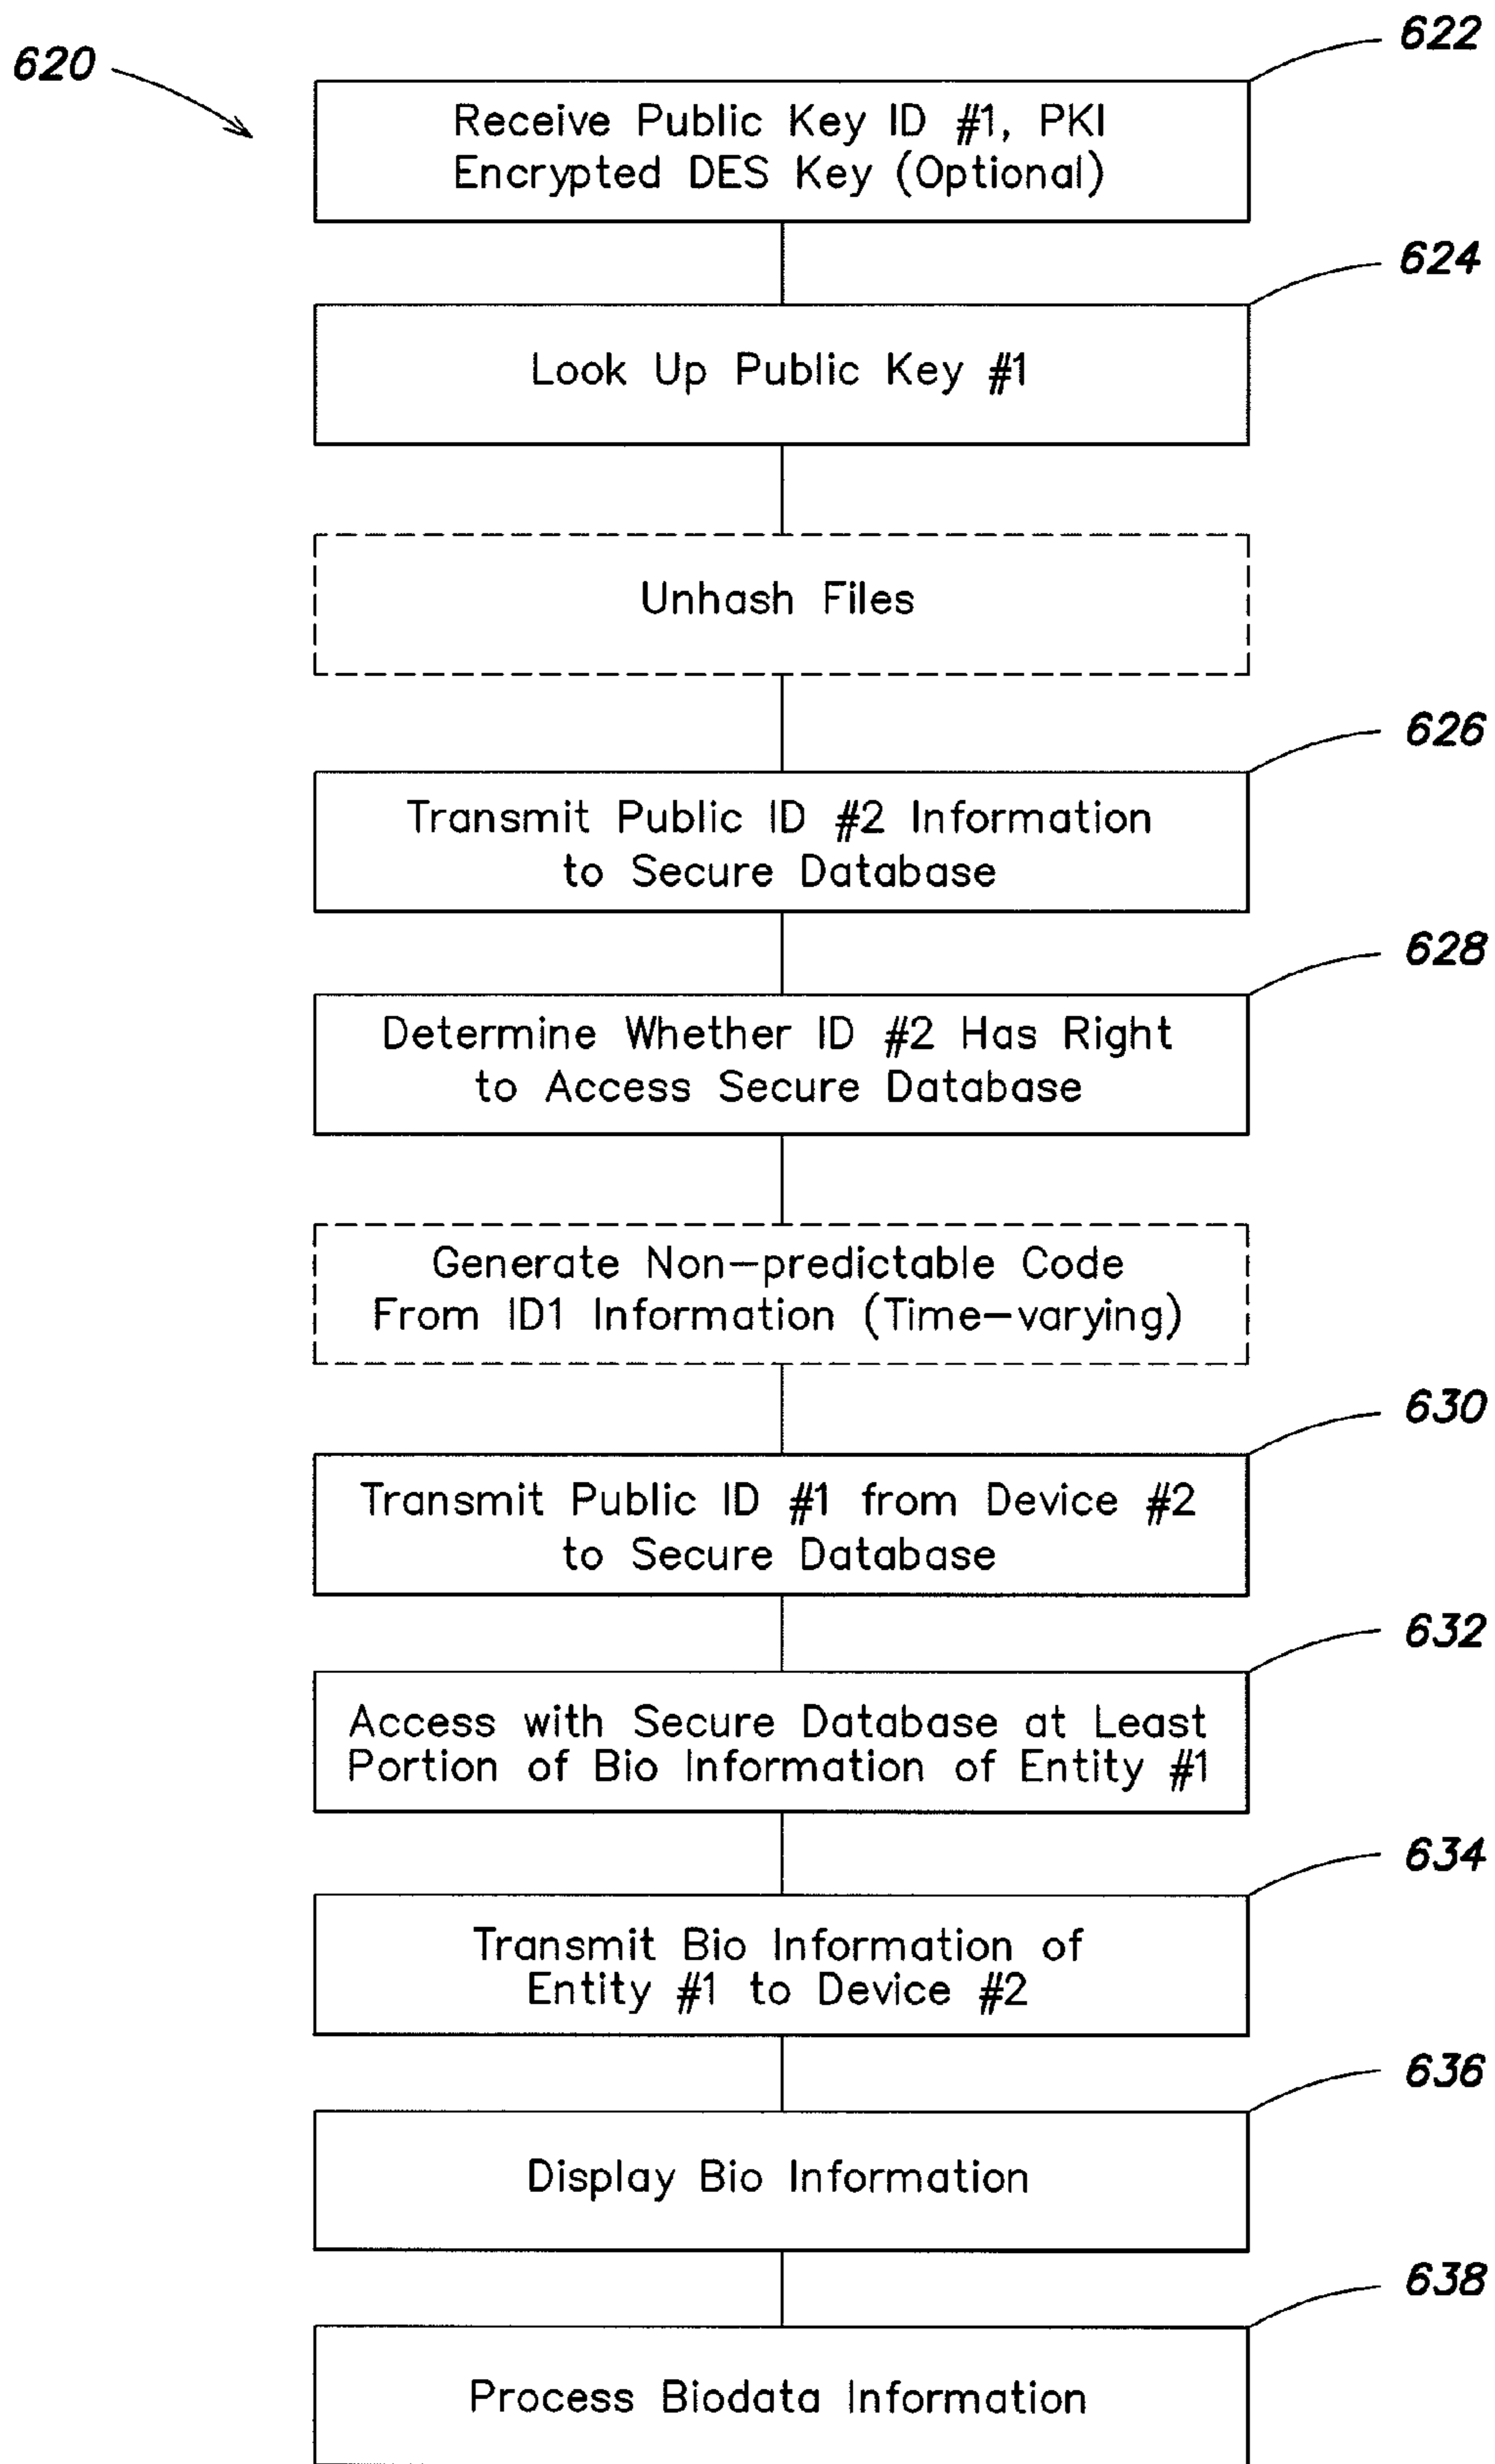 620
622
Receive Public Key ID #1, PKI
Encrypted DES Key (Optional)
624
Look Up Public Key #1
Unhash Files
626
Transmit Public ID #2 Information
to Secure Database
628
Determine Whether ID #2 Has Right
to Access Secure Database
Generate Non-predictable Code
From ID1 Information (Time-varying)
630
Transmit Public ID #1 from Device #2
to Secure Database
632
Access with Secure Database at Least
Portion of Bio Information of Entity #1
634
Transmit Bio Information of
Entity #1 to Device #2
636
Display Bio Information
638
Process Biodata Information